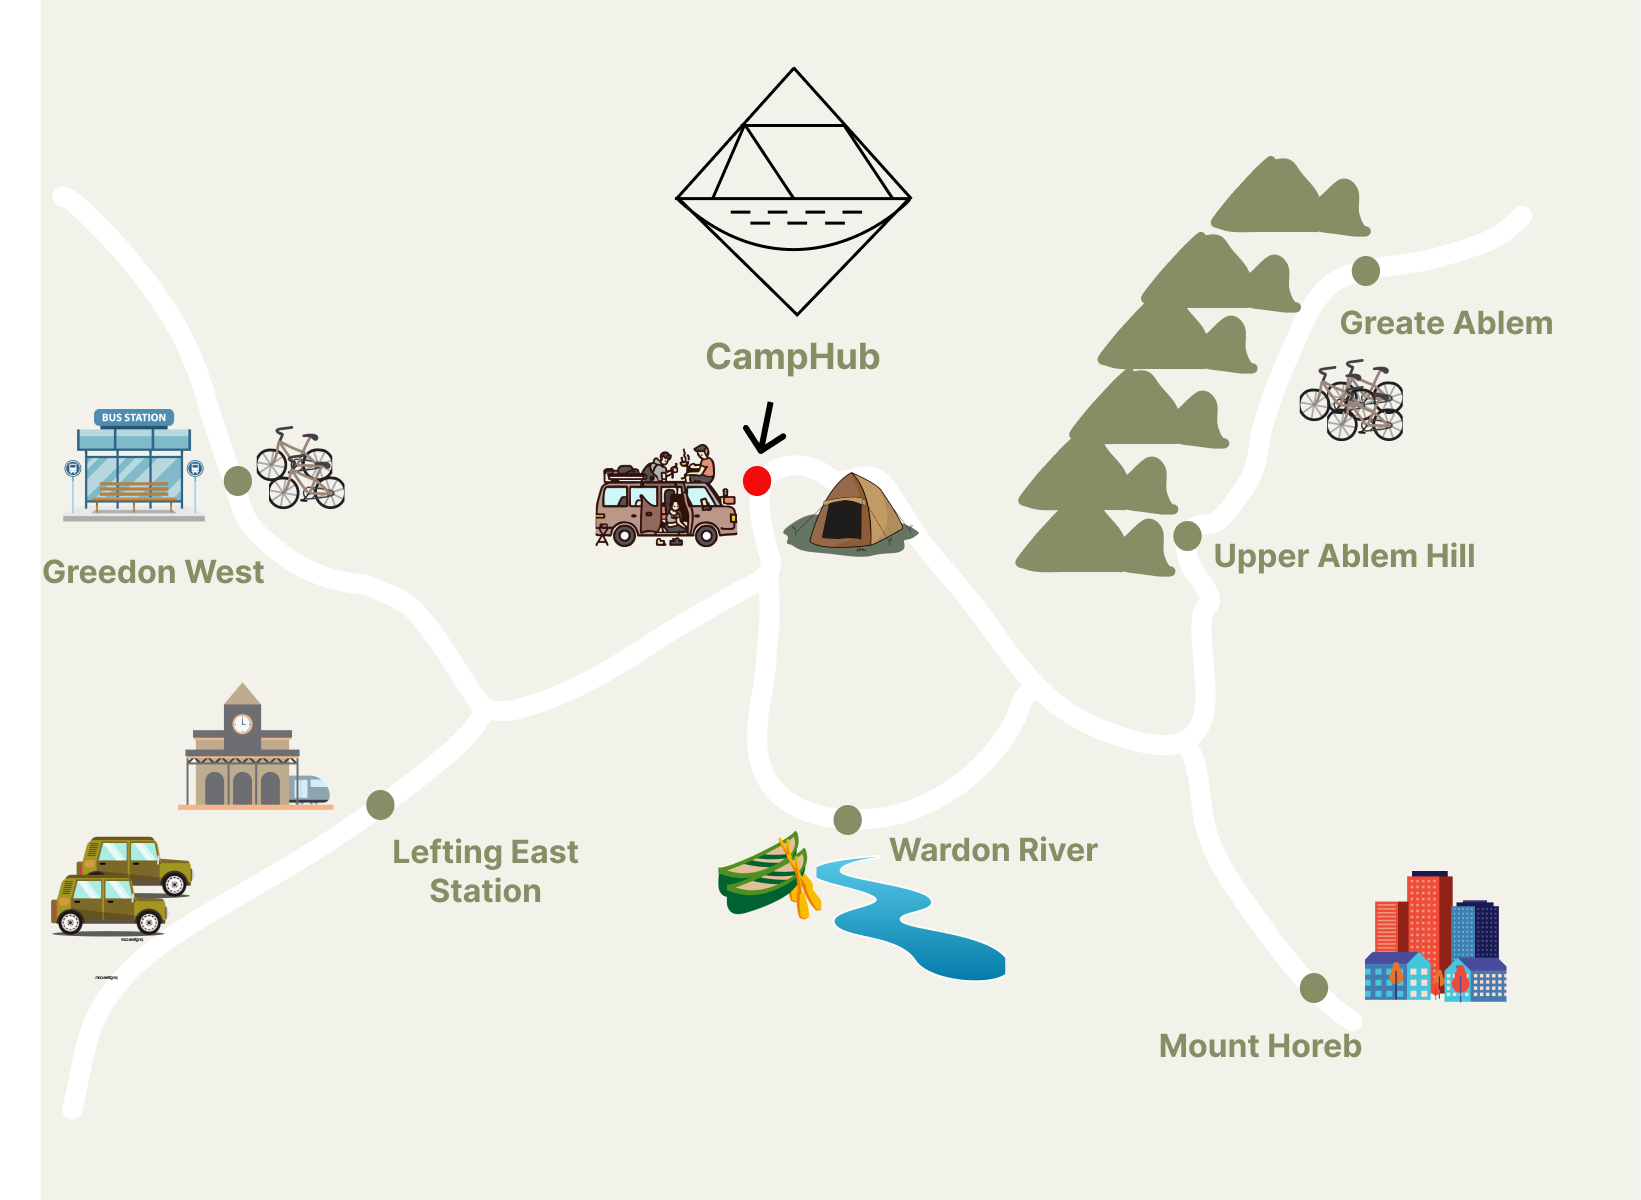 CampHub
Greate Ablem
BUS STATION
Upper Ablem Hill
Greedon West
Lefting East
Station
Wardon River
Mount Horeb